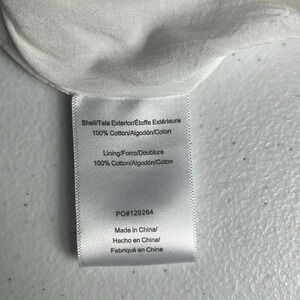 Shell/Tela Exterior/Étoffe Extérieure
100% Cotton/Algodón/Coton
Lining/Forro/Doublure
100% Cotton/Algodón/Coton
PO#129264
Made in China/
Hecho en China/
Fabriqué en China